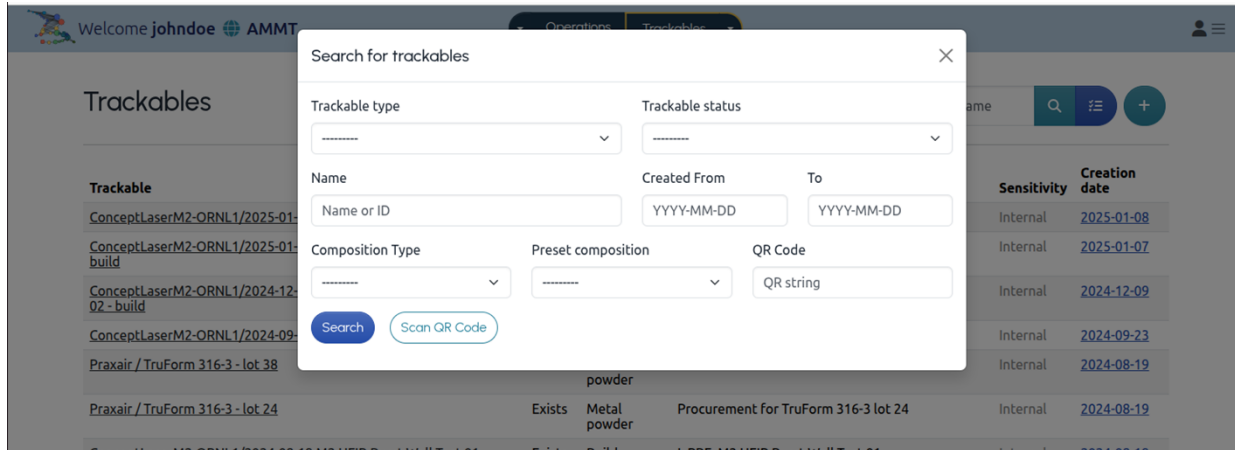 Welcome johndoe AMMT
Operations Trackables
Search for trackables
Trackables
ame
Trackable type Trackable status
---------
---------
Name Created From To
Name or ID YYYY-MM-DD YYYY-MM-DD
Composition Type Preset composition QR Code
--------- --------- QR string
Search Scan QR Code
Trackable Sensitivity Creation date
ConceptLaserM2-ORNL1/2025-01- Internal 2025-01-08
ConceptLaserM2-ORNL1/2025-01- Internal 2025-01-07
build
ConceptLaserM2-ORNL1/2024-12- Internal 2024-12-09
02 - build
ConceptLaserM2-ORNL1/2024-09- Internal 2024-09-23
Praxair / TruForm 316-3 - lot 38 Internal 2024-08-19
powder
Praxair / TruForm 316-3 - lot 24 Exists Metal Procurement for TruForm 316-3 lot 24 Internal 2024-08-19
powder